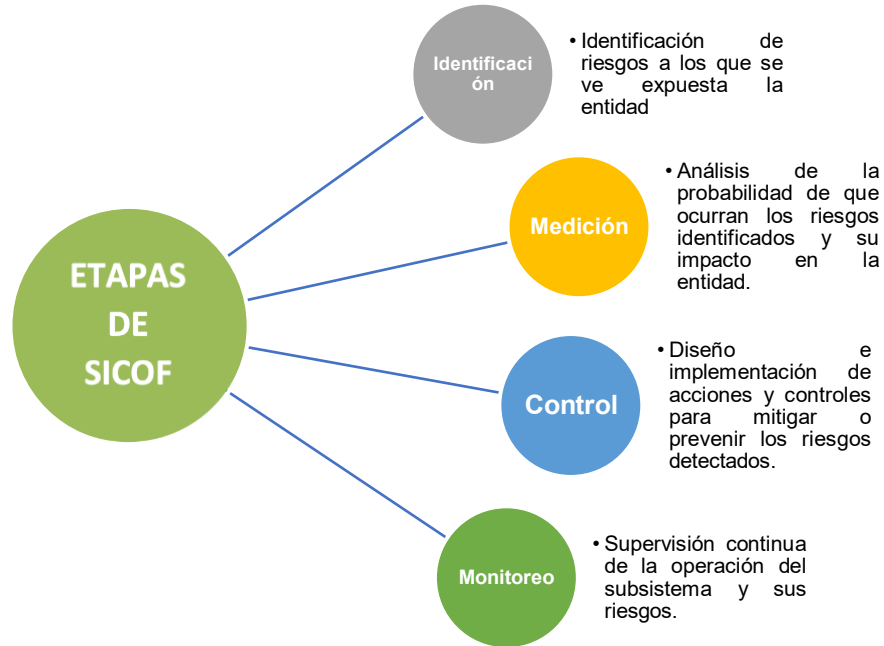 ETAPAS
DE
SICOF
Identificaci
ón
• Identificación de
riesgos a los que se
ve expuesta la
entidad
Medición
• Análisis de la
probabilidad de que
ocurran los riesgos
identificados y su
impacto en la
entidad.
Control
• Diseño e
implementación de
acciones y controles
para mitigar o
prevenir los riesgos
detectados.
Monitoreo
• Supervisión continua
de la operación del
subsistema y sus
riesgos.